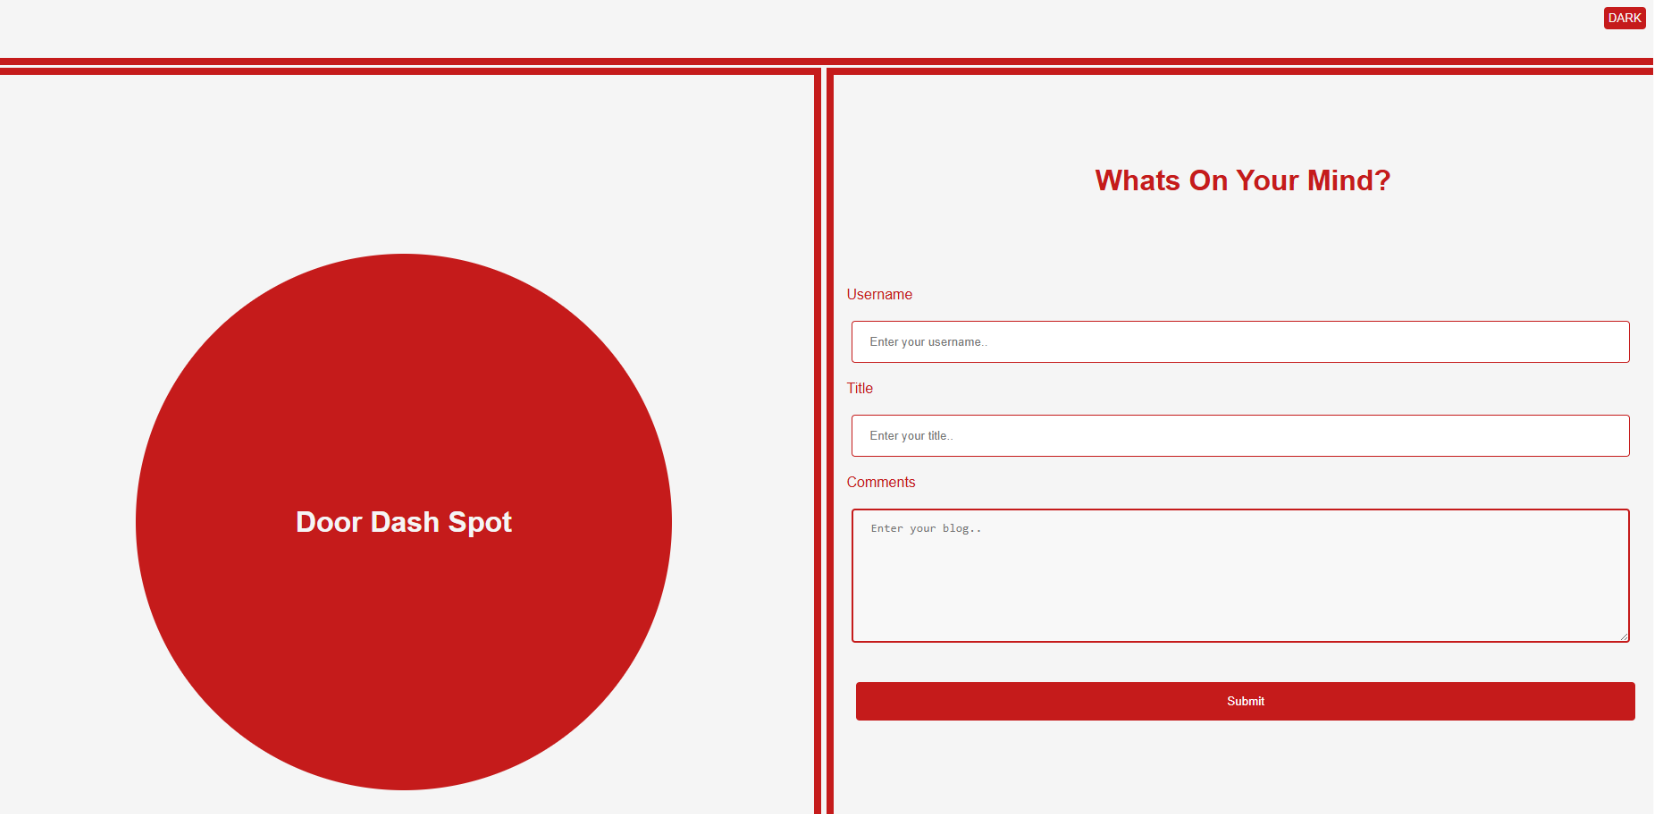 DARK
Door Dash Spot
Whats On Your Mind?
Username
Enter your username..
Title
Enter your title..
Comments
Enter your blog..
Submit